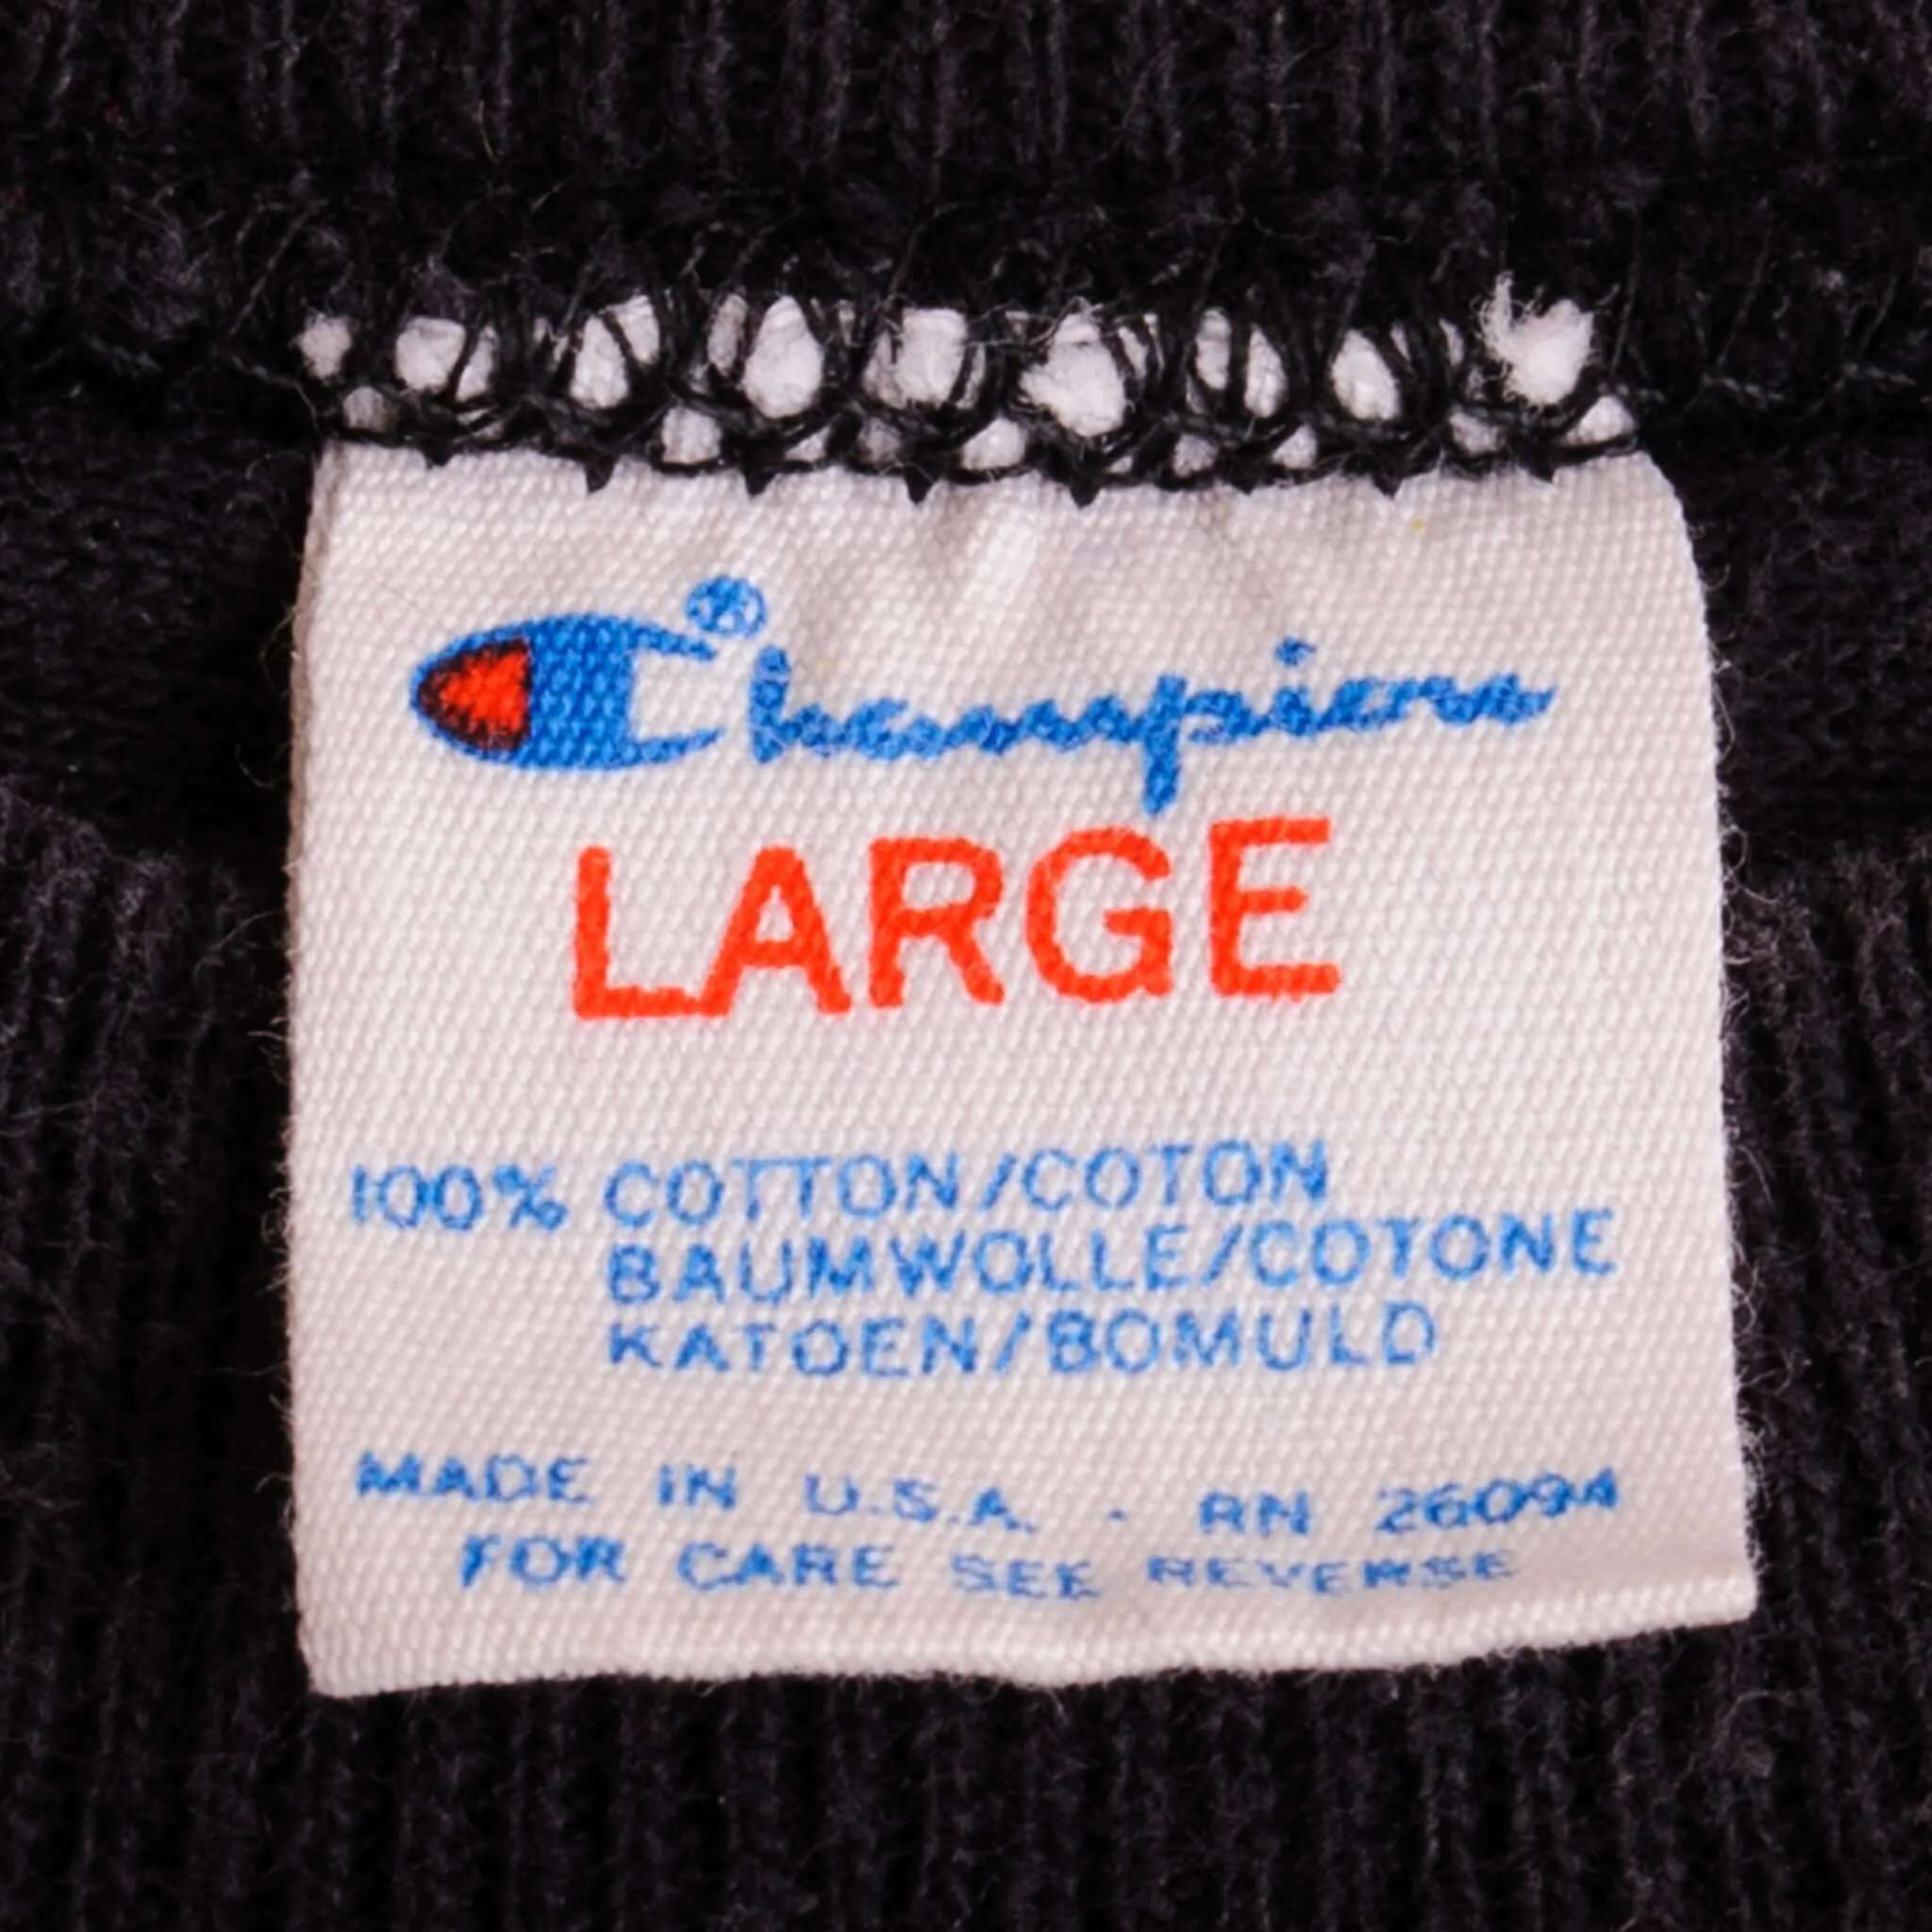 Champion®
LARGE
100% COTTON/COTON
BAUMWOLLE/COTONE
KATOEN/BOMULD
MADE IN U.S.A. - RN 26094
FOR CARE SEE REVERSE